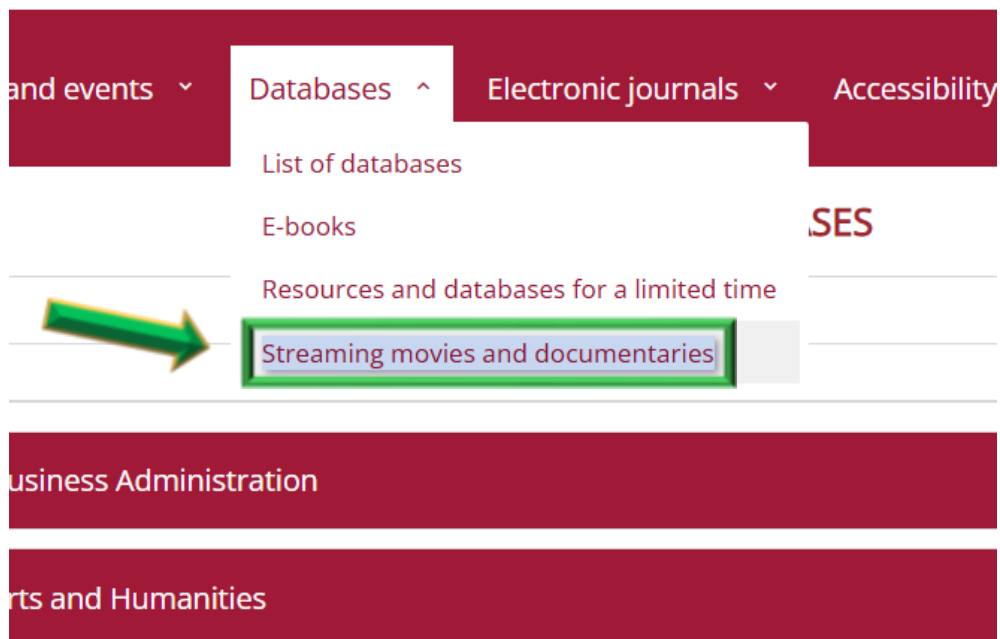 and events Databases Electronic journals Accessibility
List of databases
E-books
SES
Resources and databases for a limited time
Streaming movies and documentaries
usiness Administration
rts and Humanities